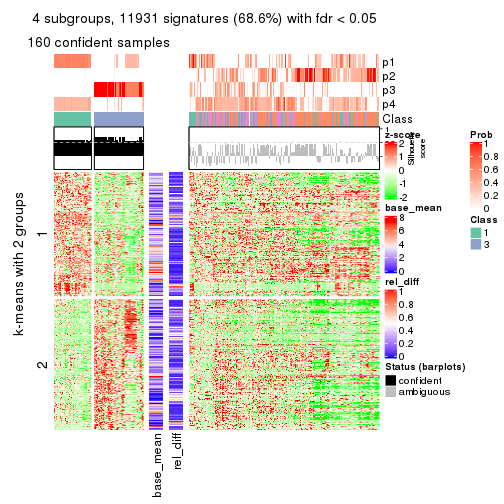 4 subgroups, 11931 signatures (68.6%) with fdr < 0.05
160 confident samples
p1
p2
p3
p4
Class
1
Silhouette
score
k-means with 2 groups
1
2
base_mean
rel_diff
z-score
2
1
0
-1
-2
base_mean
8
6
4
2
0
rel_diff
1
0.8
0.6
0.4
0.2
0
Status (barplots)
confident
ambiguous
Prob
1
0.8
0.6
0.4
0.2
0
Class
1
3